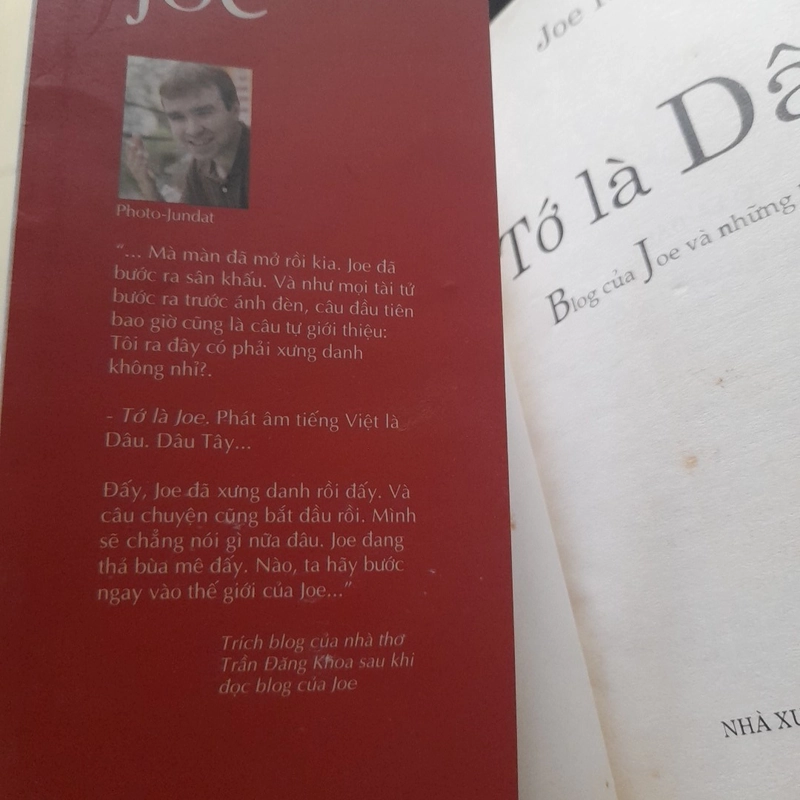 JOE
Photo-Jundat
“... Mà màn đã mở rồi kia. Joe đã
bước ra sân khấu. Và như mọi tài tử
bước ra trước ánh đèn, câu đầu tiên
bao giờ cũng là câu tự giới thiệu:
Tôi ra đây có phải xưng danh
không nhỉ?.
- Tớ là Joe. Phát âm tiếng Việt là
Dâu. Dâu Tây...
Đấy, Joe đã xưng danh rồi đấy. Và
câu chuyện cũng bắt đầu rồi. Mình
sẽ chẳng nói gì nữa đâu. Joe đang
thả bùa mê đấy. Nào, ta hãy bước
ngay vào thế giới của Joe...”
Trích blog của nhà thơ
Trần Đăng Khoa sau khi
đọc blog của Joe
Joe
Tớ là Dâ
Blog của Joe và những
NHÀ XU